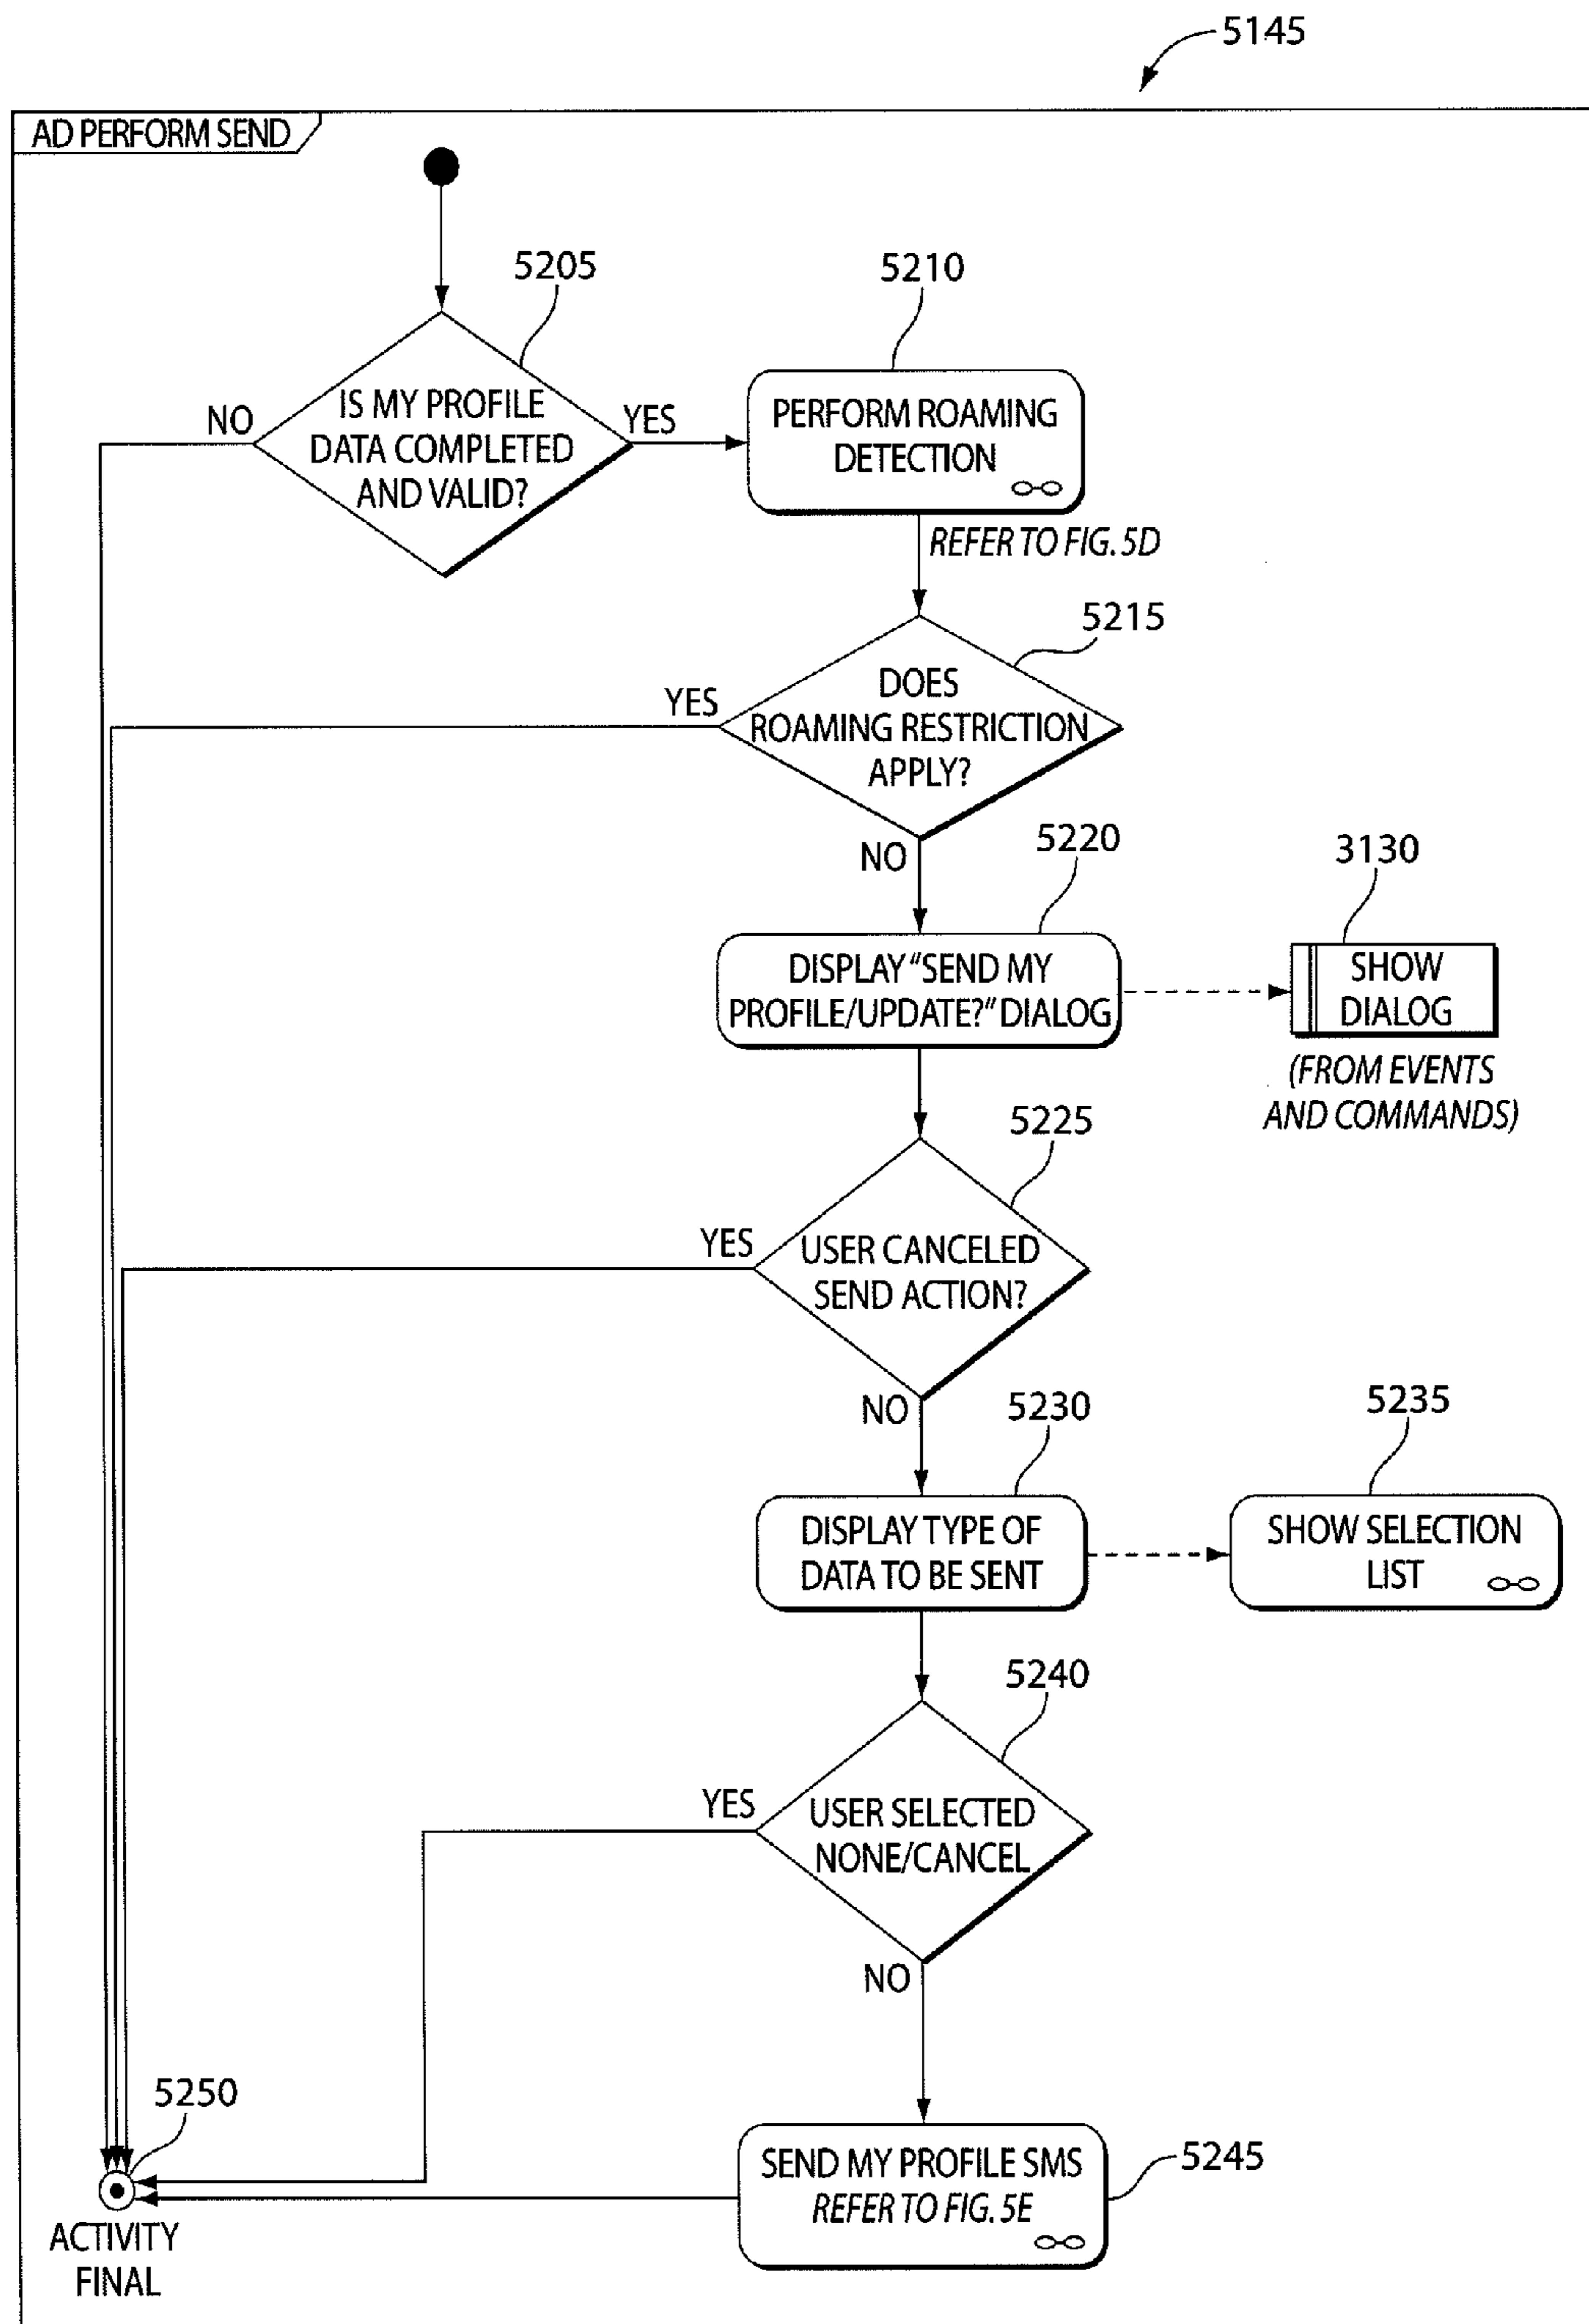 5145
AD PERFORM SEND
5205
5210
IS MY PROFILE
DATA COMPLETED
AND VALID?
NO
YES
PERFORM ROAMING
DETECTION
REFER TO FIG. 5D
5215
DOES
ROAMING RESTRICTION
APPLY?
YES
NO
5220
3130
DISPLAY "SEND MY
PROFILE/UPDATE?" DIALOG
SHOW
DIALOG
(FROM EVENTS
AND COMMANDS)
5225
YES
USER CANCELED
SEND ACTION?
NO
5230
5235
DISPLAY TYPE OF
DATA TO BE SENT
SHOW SELECTION
LIST
5240
YES
USER SELECTED
NONE/CANCEL
NO
5250
SEND MY PROFILE SMS
REFER TO FIG. 5E
5245
ACTIVITY
FINAL